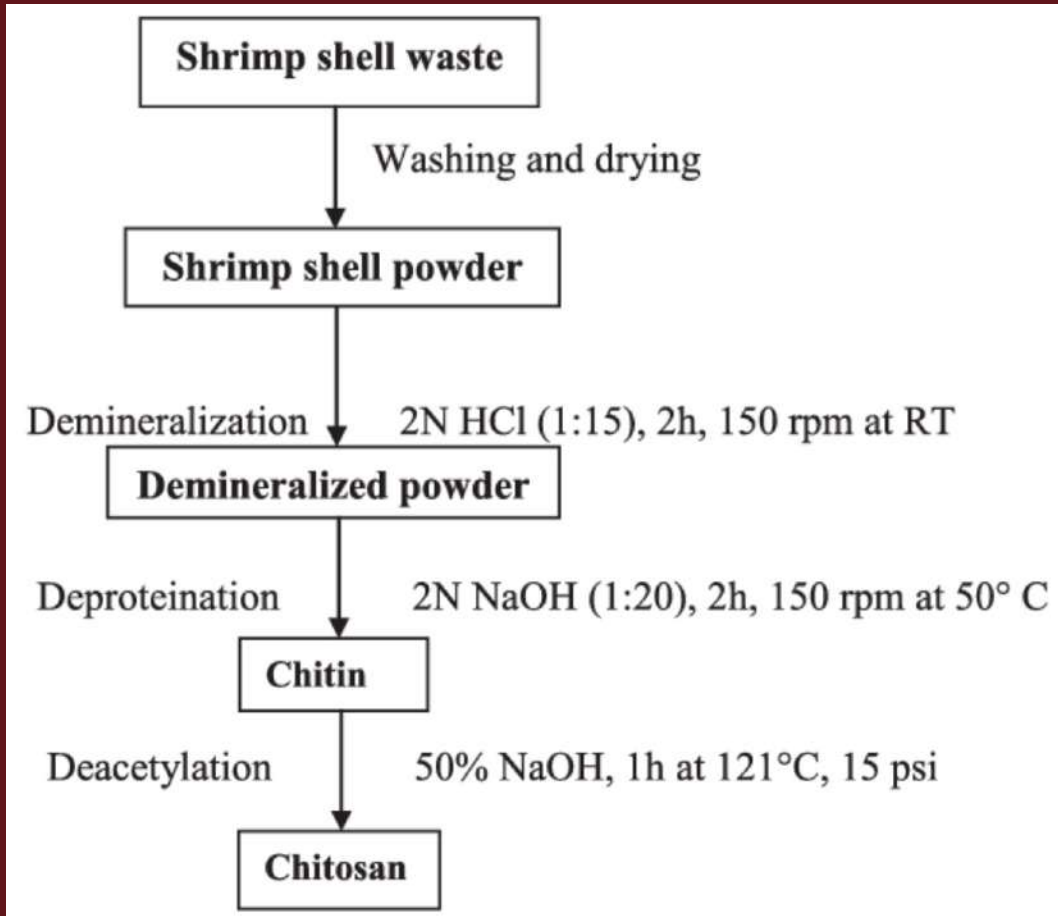 Shrimp shell waste
Washing and drying
Shrimp shell powder
Demineralization 2N HCl (1:15), 2h, 150 rpm at RT
Demineralized powder
Deproteination 2N NaOH (1:20), 2h, 150 rpm at 50° C
Chitin
Deacetylation 50% NaOH, 1h at 121°C, 15 psi
Chitosan